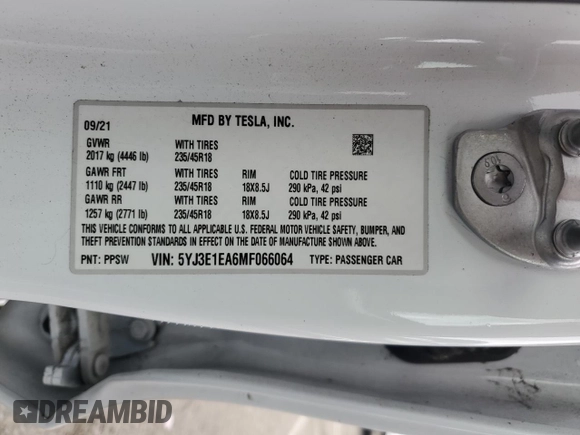 MFD BY TESLA, INC.
09/21
GVWR WITH TIRES
2017 kg (4446 lb) 235/45R18
GAWR FRT WITH TIRES RIM COLD TIRE PRESSURE
1110 kg (2447 lb) 235/45R18 18X8.5J 290 kPa, 42 psi
GAWR RR WITH TIRES RIM COLD TIRE PRESSURE
1257 kg (2771 lb) 235/45R18 18X8.5J 290 kPa, 42 psi
THIS VEHICLE CONFORMS TO ALL APPLICABLE U.S. FEDERAL MOTOR VEHICLE SAFETY, BUMPER, AND
THEFT PREVENTION STANDARDS IN EFFECT ON THE DATE OF MANUFACTURE SHOWN ABOVE.
PNT: PPSW VIN: 5YJ3E1EA6MF066064 TYPE: PASSENGER CAR
DREAMBID